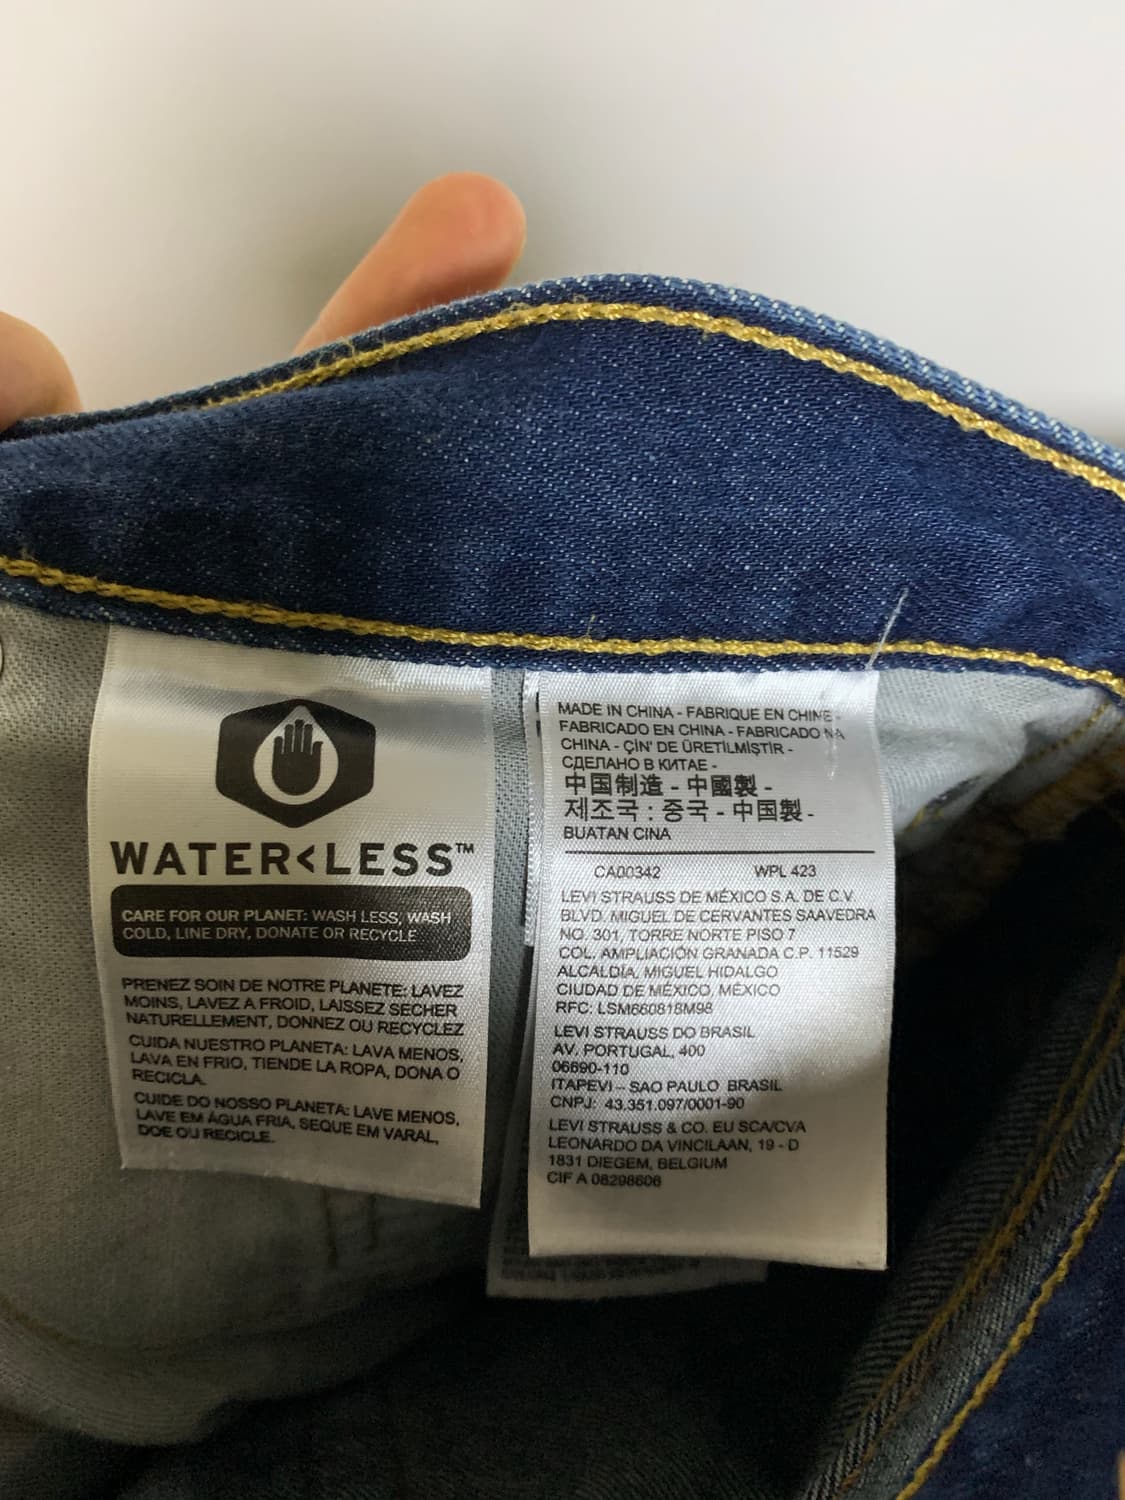 WATER<LESS™
CARE FOR OUR PLANET: WASH LESS, WASH
COLD, LINE DRY, DONATE OR RECYCLE
PRENEZ SOIN DE NOTRE PLANETE: LAVEZ
MOINS, LAVEZ A FROID, LAISSEZ SECHER
NATURELLEMENT, DONNEZ OU RECYCLEZ
CUIDA NUESTRO PLANETA: LAVA MENOS,
LAVA EN FRIO, TIENDE LA ROPA, DONA O
RECICLA.
CUIDE DO NOSSO PLANETA: LAVE MENOS,
LAVE EM ÁGUA FRIA, SEQUE EM VARAL,
DOE OU RECICLE.
MADE IN CHINA - FABRIQUE EN CHINE -
FABRICADO EN CHINA - FABRICADO NA
CHINA - ÇIN' DE ÜRETILMIŞTIR -
СДЕЛАНО В КИТАЕ -
中国制造 - 中國製 -
제조국 : 중국 - 中国製 -
BUATAN CINA
CA00342 WPL 423
LEVI STRAUSS DE MÉXICO S.A. DE C.V.
BLVD. MIGUEL DE CERVANTES SAAVEDRA
NO. 301, TORRE NORTE PISO 7
COL. AMPLIACIÓN GRANADA C.P. 11529
ALCALDÍA, MIGUEL HIDALGO
CIUDAD DE MÉXICO, MÉXICO
RFC: LSM660818M98
LEVI STRAUSS DO BRASIL
AV. PORTUGAL, 400
06690-110
ITAPEVI – SAO PAULO BRASIL
CNPJ: 43.351.097/0001-90
LEVI STRAUSS & CO. EU SCA/CVA
LEONARDO DA VINCILAAN, 19 - D
1831 DIEGEM, BELGIUM
CIF A 08298606